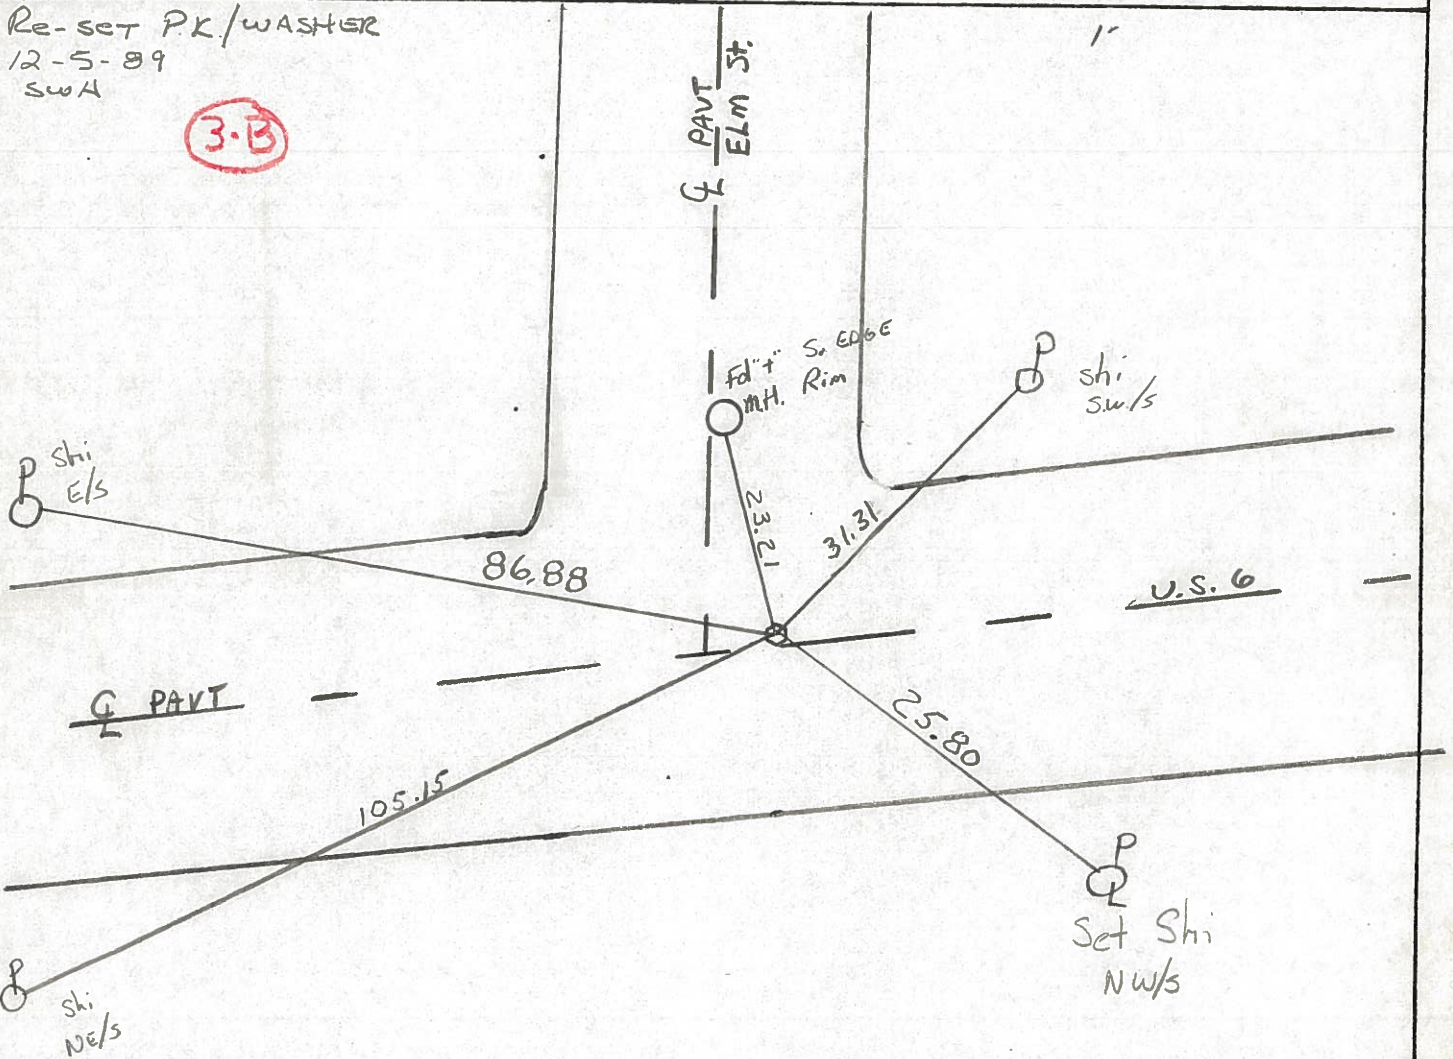 Re-set P.K./WASHER
12-5-89
SWA
3-B
℄ PAVT
ELM St.
Fd "+" S. EDGE
MH. Rim
P
Shi
S.W./S
P
Shi
E/S
86.88
23.21
31.31
U.S. 6
℄ PAVT
25.80
105.15
P
Set Shi
NW/S
P
Shi
NE/S